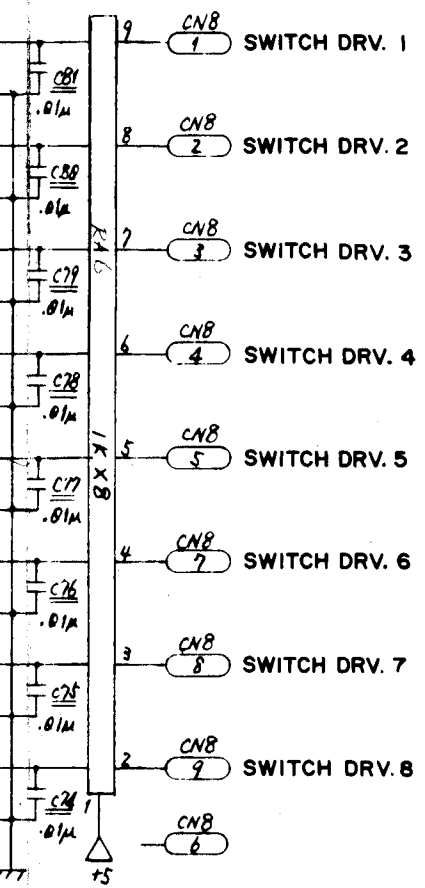 9 CN8
1 SWITCH DRV. 1
C81
.01µ
8 CN8
2 SWITCH DRV. 2
C80
.01µ
7 CN8
3 SWITCH DRV. 3
C79
.01µ
RA6
6 CN8
4 SWITCH DRV. 4
C78
.01µ
1K X 8
5 CN8
5 SWITCH DRV. 5
C77
.01µ
4 CN8
7 SWITCH DRV. 6
C76
.01µ
3 CN8
8 SWITCH DRV. 7
C75
.01µ
2 CN8
9 SWITCH DRV. 8
C74
.01µ
1
CN8
6
+5